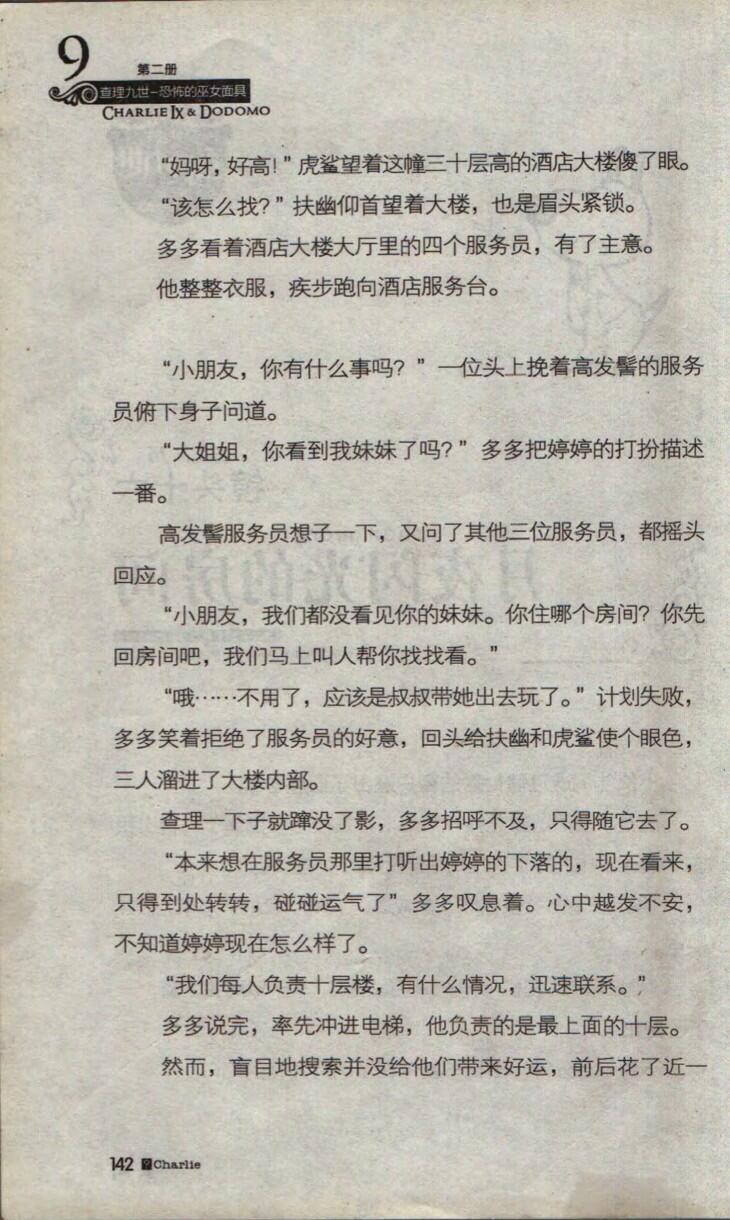 9
第二册
查理九世-恐怖的巫女面具
CHARLIE IX & DODOMO
“妈呀，好高！”虎鲨望着这幢三十层高的酒店大楼傻了眼。
“该怎么找？”扶幽仰首望着大楼，也是眉头紧锁。
多多看着酒店大楼大厅里的四个服务员，有了主意。
他整整衣服，疾步跑向酒店服务台。
“小朋友，你有什么事吗？”一位头上挽着高发髻的服务
员俯下身子问道。
“大姐姐，你看到我妹妹了吗？”多多把婷婷的打扮描述
一番。
高发髻服务员想子一下，又问了其他三位服务员，都摇头
回应。
“小朋友，我们都没看见你的妹妹。你住哪个房间？你先
回房间吧，我们马上叫人帮你找找看。”
“哦……不用了，应该是叔叔带她出去玩了。”计划失败，
多多笑着拒绝了服务员的好意，回头给扶幽和虎鲨使个眼色，
三人溜进了大楼内部。
查理一下子就蹿没了影，多多招呼不及，只得随它去了。
“本来想在服务员那里打听出婷婷的下落的，现在看来，
只得到处转转，碰碰运气了”多多叹息着。心中越发不安，
不知道婷婷现在怎么样了。
“我们每人负责十层楼，有什么情况，迅速联系。”
多多说完，率先冲进电梯，他负责的是最上面的十层。
然而，盲目地搜索并没给他们带来好运，前后花了近一
142 9 Charlie